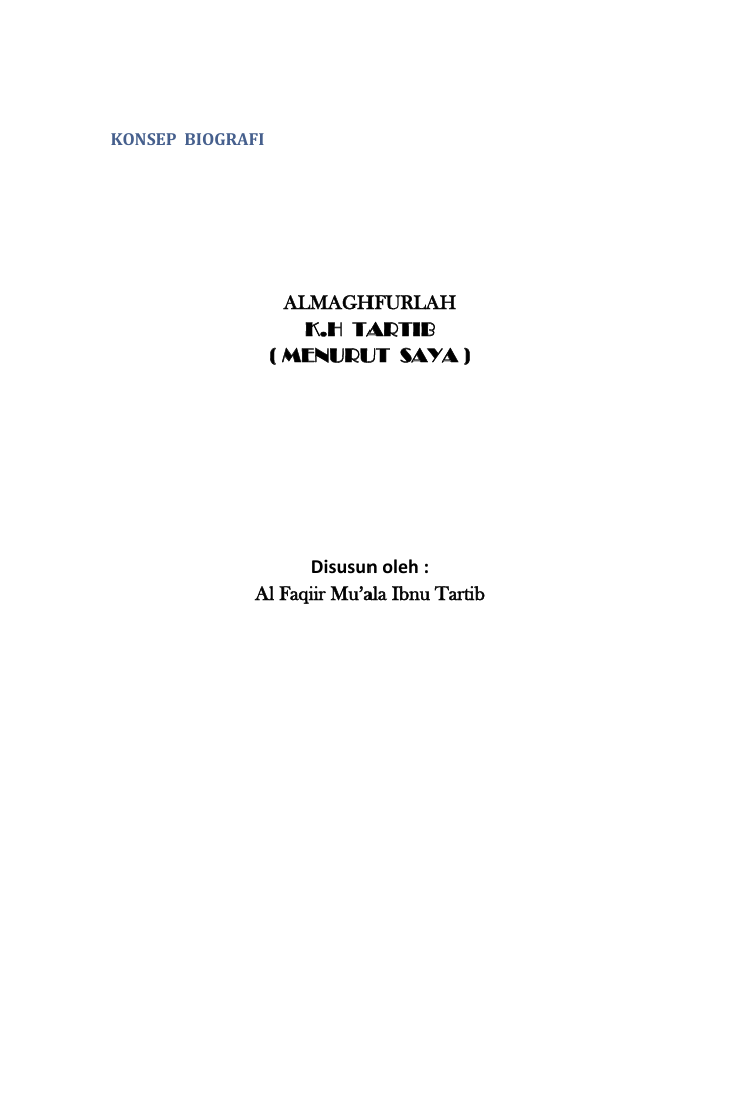 KONSEP BIOGRAFI
ALMAGHFURLAH
K.H TARTIB
( MENURUT SAYA )
Disusun oleh :
Al Faqiir Mu’ala Ibnu Tartib